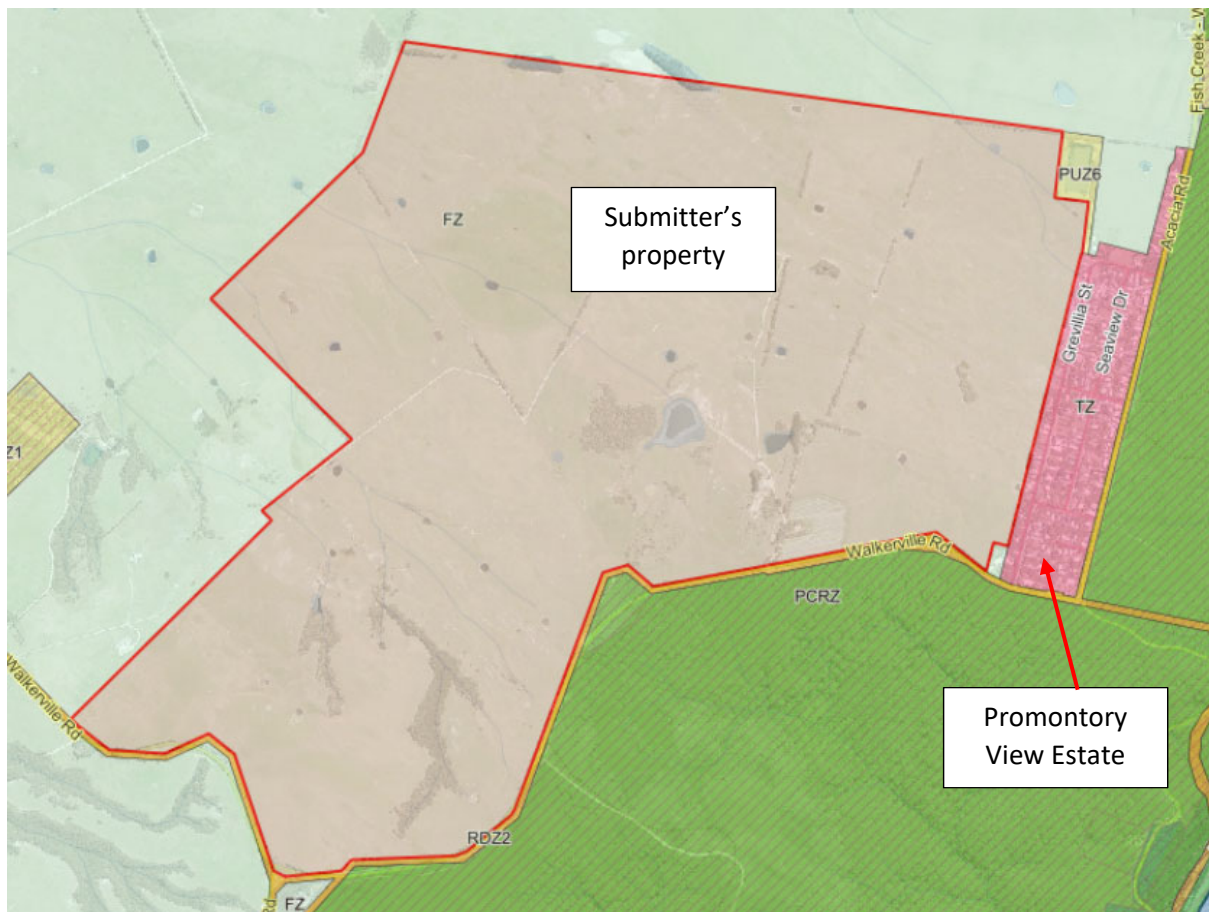 Fish Creek - W
PUZ6
Submitter's
property
FZ
Acacia Rd
Grevillia St
Seaview Dr
TZ
Z1
Walkerville Rd
PCRZ
Walkerville Rd
Promontory
View Estate
RDZ2
Rd
FZ